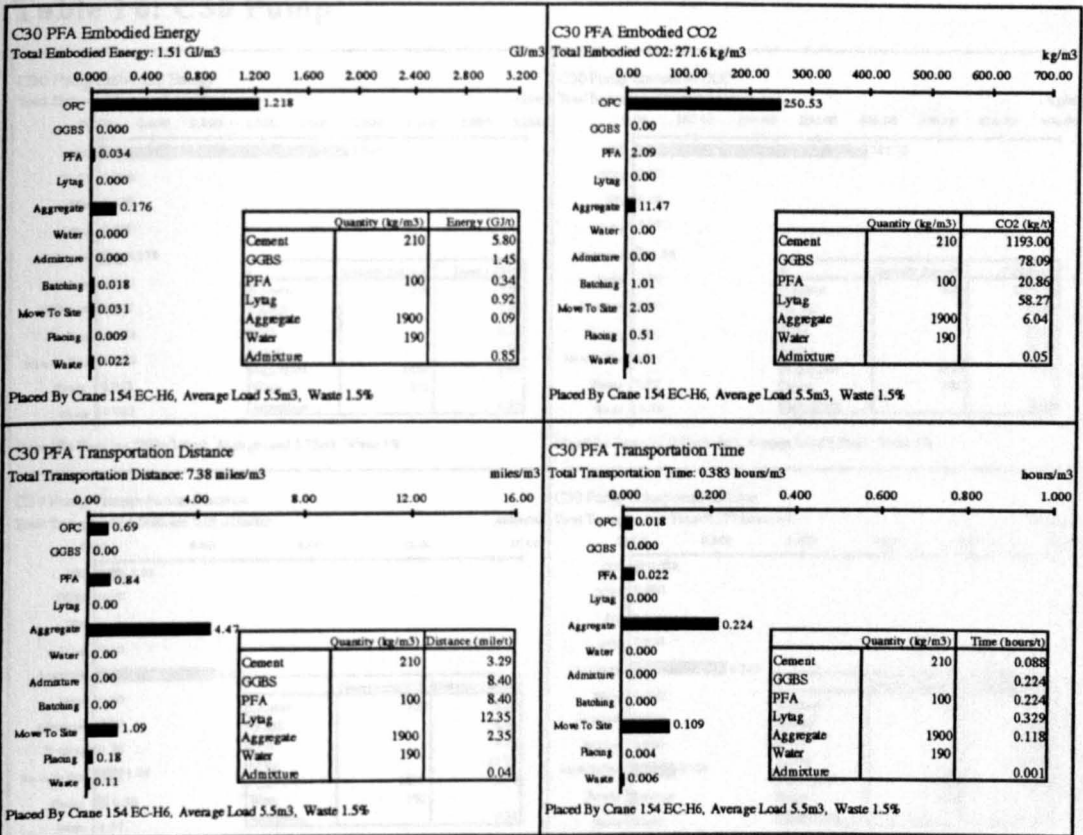 Table For C30 Pump
C30 PFA Embodied Energy
Total Embodied Energy: 1.51 GJ/m3 GJ/m3
0.0000 0.400 0.800 1.200 1.600 2.000 2.400 2.800 3.200
OPC 1.218
GGBS 0.000
PFA 0.034
Lytag 0.000
Aggregate 0.176
Water 0.000
Admixture 0.000
Batching 0.018
Move To Site 0.031
Placing 0.009
Waste 0.022
Quantity (kg/m3) Energy (GJ/t)
Cement 210 5.80
GGBS 1.45
PFA 100 0.34
Lytag 0.92
Aggregate 1900 0.09
Water 190
Admixture 0.85
Placed By Crane 154 EC-H6, Average Load 5.5m3, Waste 1.5%
C30 PFA Embodied CO2
Total Embodied CO2: 271.6 kg/m3 kg/m3
0.00 100.00 200.00 300.00 400.00 500.00 600.00 700.00
OPC 250.53
GGBS 0.00
PFA 2.09
Lytag 0.00
Aggregate 11.47
Water 0.00
Admixture 0.00
Batching 1.01
Move To Site 2.03
Placing 0.51
Waste 4.01
Quantity (kg/m3) CO2 (kg/t)
Cement 210 1193.00
GGBS 78.09
PFA 100 20.86
Lytag 58.27
Aggregate 1900 6.04
Water 190
Admixture 0.05
Placed By Crane 154 EC-H6, Average Load 5.5m3, Waste 1.5%
C30 PFA Transportation Distance
Total Transportation Distance: 7.38 miles/m3 miles/m3
0.00 4.00 8.00 12.00 16.00
OPC 0.69
GGBS 0.00
PFA 0.84
Lytag 0.00
Aggregate 4.47
Water 0.00
Admixture 0.00
Batching 0.00
Move To Site 1.09
Placing 0.18
Waste 0.11
Quantity (kg/m3) Distance (mile/t)
Cement 210 3.29
GGBS 8.40
PFA 100 8.40
Lytag 12.35
Aggregate 1900 2.35
Water 190
Admixture 0.04
Placed By Crane 154 EC-H6, Average Load 5.5m3, Waste 1.5%
C30 PFA Transportation Time
Total Transportation Time: 0.383 hours/m3 hours/m3
0.000 0.200 0.400 0.600 0.800 1.000
OPC 0.018
GGBS 0.000
PFA 0.022
Lytag 0.000
Aggregate 0.224
Water 0.000
Admixture 0.000
Batching 0.000
Move To Site 0.109
Placing 0.004
Waste 0.006
Quantity (kg/m3) Time (hours/t)
Cement 210 0.088
GGBS 0.224
PFA 100 0.224
Lytag 0.329
Aggregate 1900 0.118
Water 190
Admixture 0.001
Placed By Crane 154 EC-H6, Average Load 5.5m3, Waste 1.5%